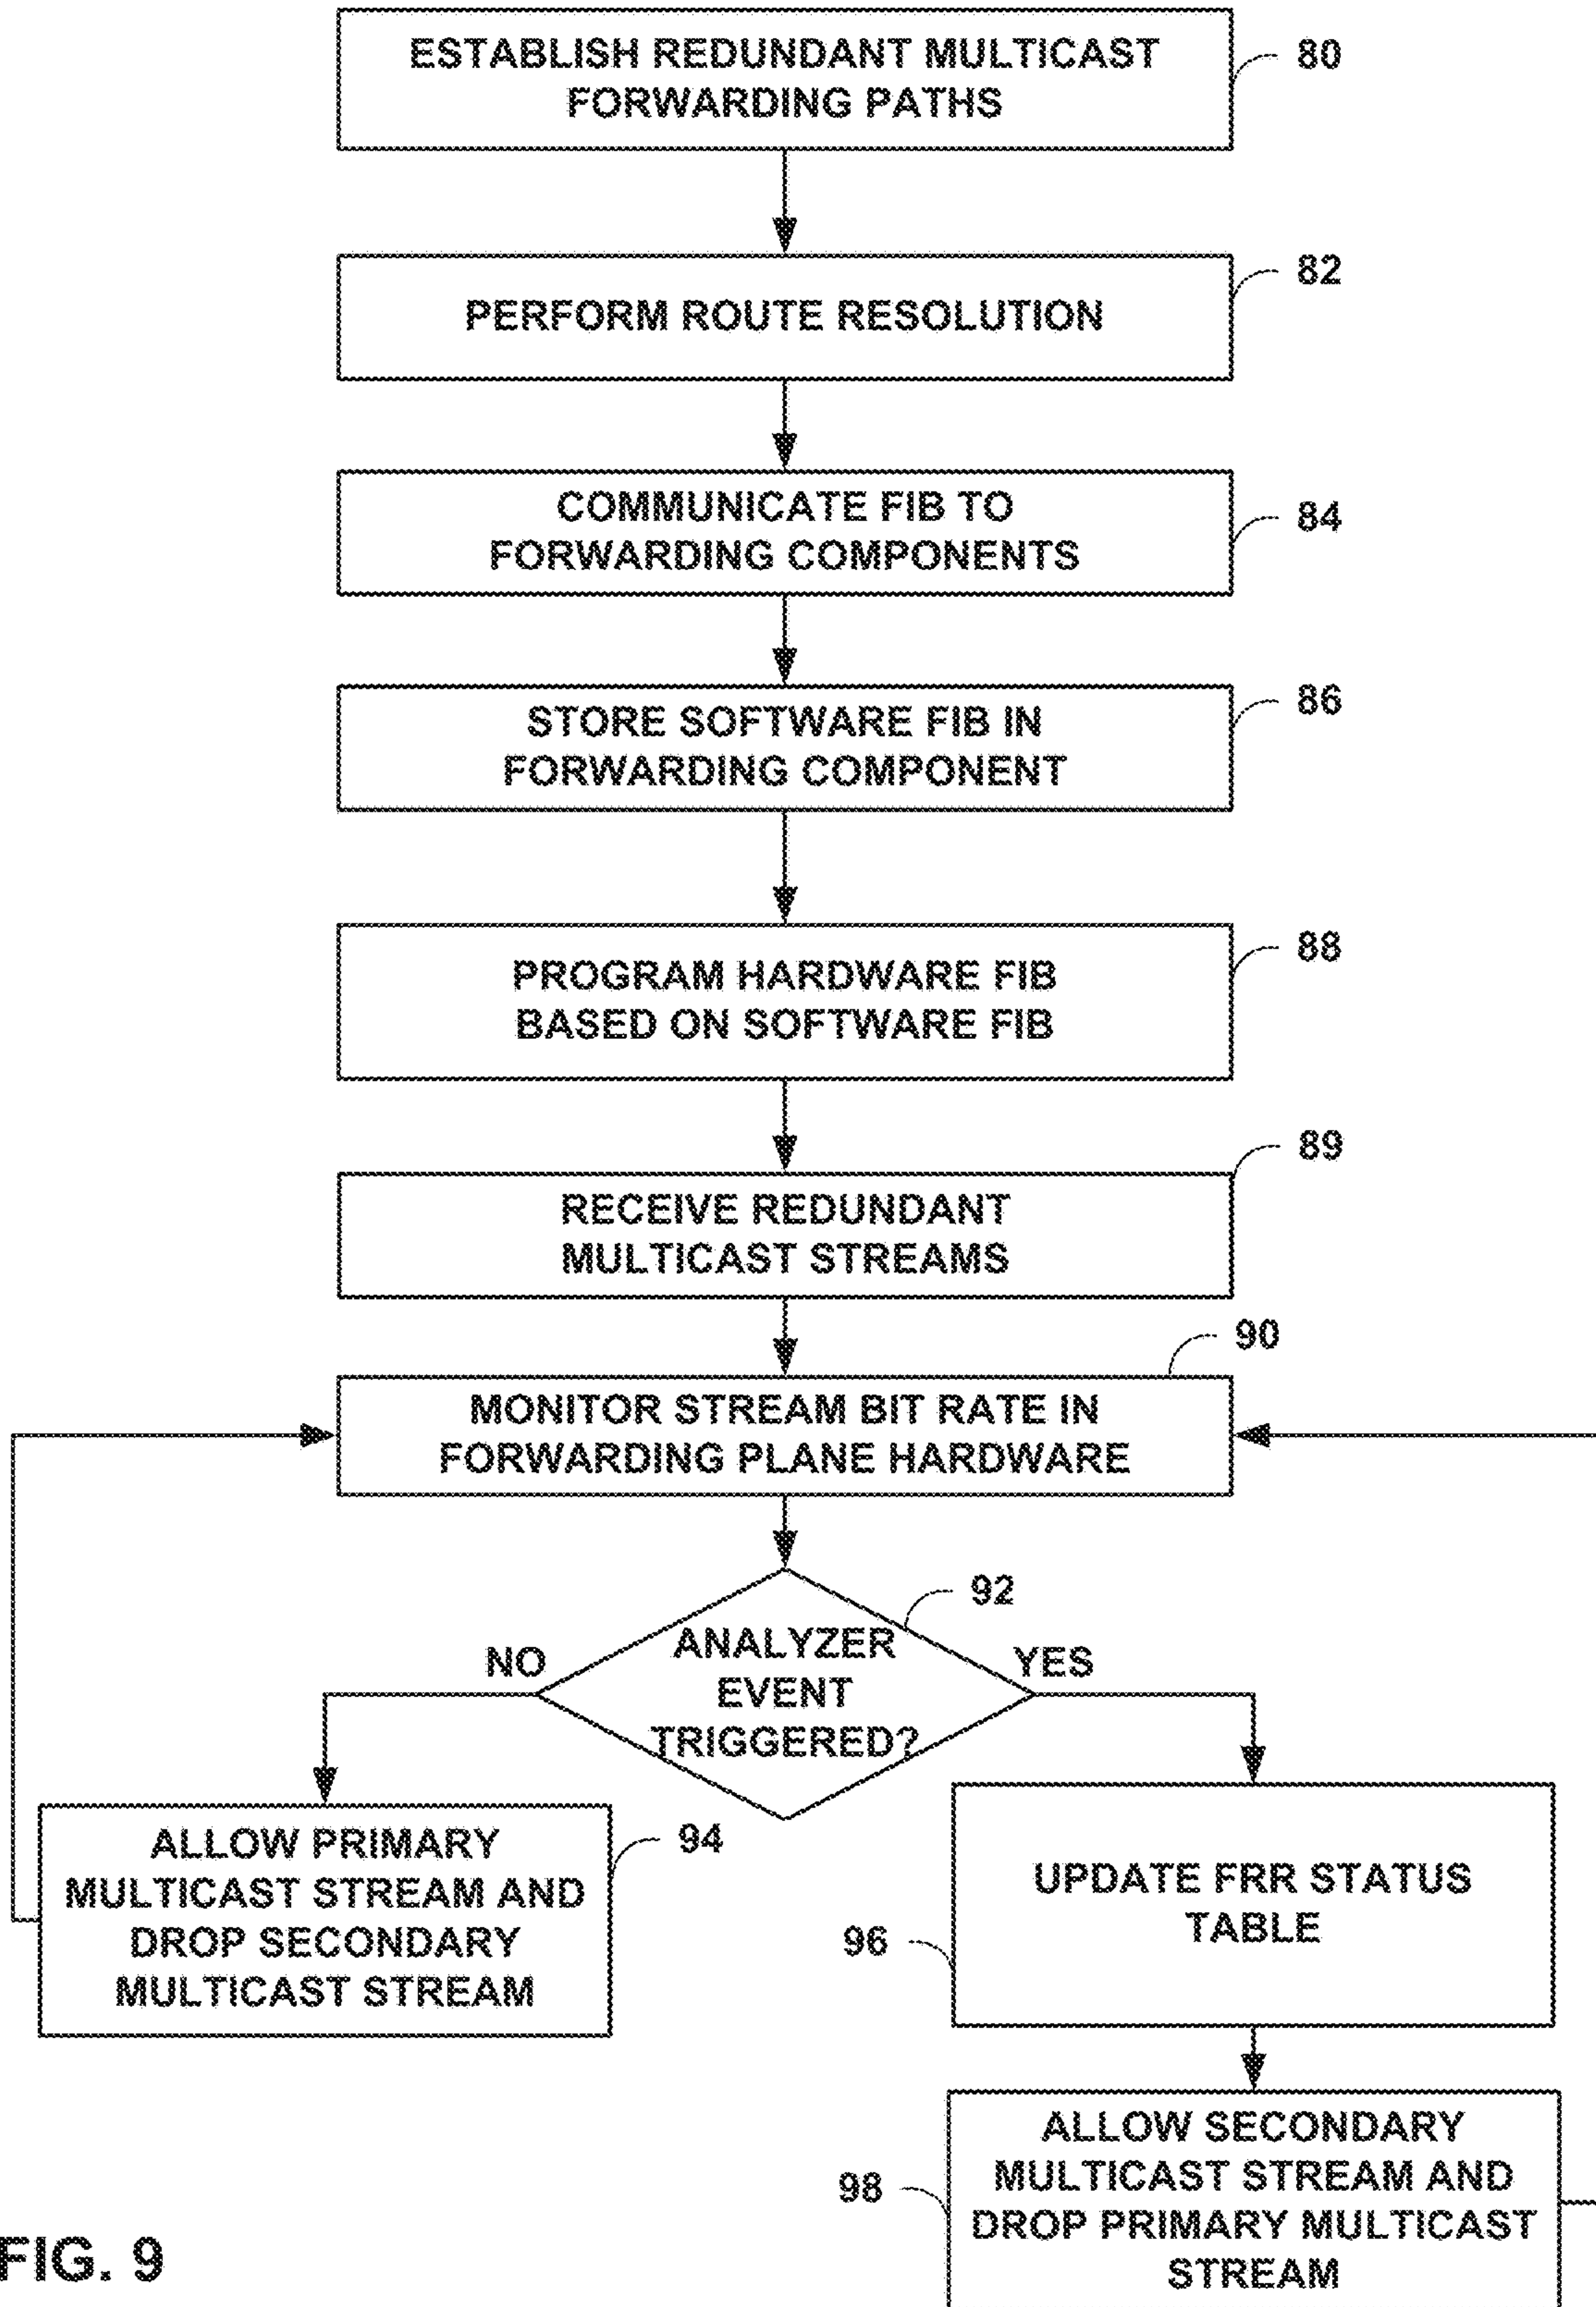 ESTABLISH REDUNDANT MULTICAST
FORWARDING PATHS
80
PERFORM ROUTE RESOLUTION
82
COMMUNICATE FIB TO
FORWARDING COMPONENTS
84
STORE SOFTWARE FIB IN
FORWARDING COMPONENT
86
PROGRAM HARDWARE FIB
BASED ON SOFTWARE FIB
88
RECEIVE REDUNDANT
MULTICAST STREAMS
89
MONITOR STREAM BIT RATE IN
FORWARDING PLANE HARDWARE
90
ANALYZER
EVENT
TRIGGERED?
92
NO
YES
ALLOW PRIMARY
MULTICAST STREAM AND
DROP SECONDARY
MULTICAST STREAM
94
UPDATE FRR STATUS
TABLE
96
ALLOW SECONDARY
MULTICAST STREAM AND
DROP PRIMARY MULTICAST
STREAM
98
FIG. 9